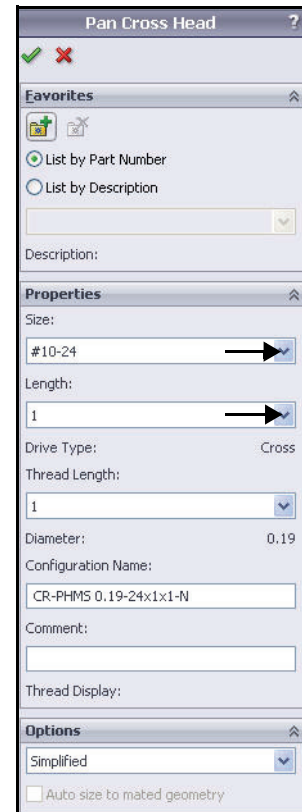 Pan Cross Head ?
Favorites
List by Part Number
List by Description
Description:
Properties
Size:
#10-24
Length:
1
Drive Type: Cross
Thread Length:
1
Diameter: 0.19
Configuration Name:
CR-PHMS 0.19-24x1x1-N
Comment:
Thread Display:
Options
Simplified
Auto size to mated geometry